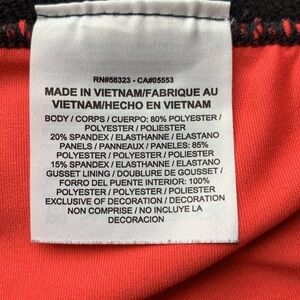 RN#56323 - CA#05553
MADE IN VIETNAM/FABRIQUE AU
VIETNAM/HECHO EN VIETNAM
BODY / CORPS / CUERPO: 80% POLYESTER /
POLYESTER / POLIESTER
20% SPANDEX / ELASTHANNE / ELASTANO
PANELS / PANNEAUX / PANELES: 85%
POLYESTER / POLYESTER / POLIESTER
15% SPANDEX / ELASTHANNE / ELASTANO
GUSSET LINING / DOUBLURE DE GOUSSET /
FORRO DEL PUENTE INTERIOR: 100%
POLYESTER / POLYESTER / POLIESTER
EXCLUSIVE OF DECORATION / DECORATION
NON COMPRISE / NO INCLUYE LA
DECORACION